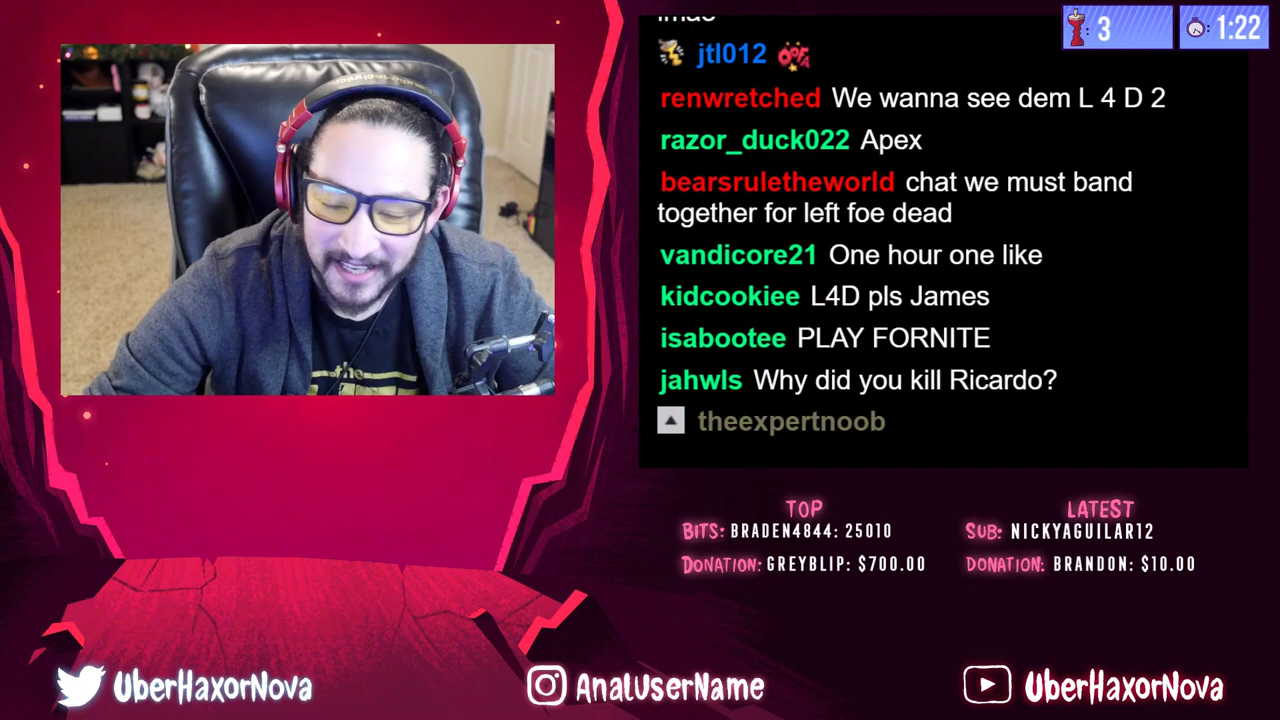 3
1:22
jtl012
renwretched We wanna see dem L 4 D 2
razor_duck022 Apex
bearsruletheworld chat we must band
together for left foe dead
vandicore21 One hour one like
kidcookiee L4D pls James
isabootee PLAY FORNITE
jahwls Why did you kill Ricardo?
theexpertnoob
TOP
BITS: BRADEN4844: 25010
DONATION: GREYBLIP: $700.00
LATEST
SUB: NICKYAGUILAR12
DONATION: BRANDON: $10.00
UberHaxorNova
AnalUserName
UberHaxorNova